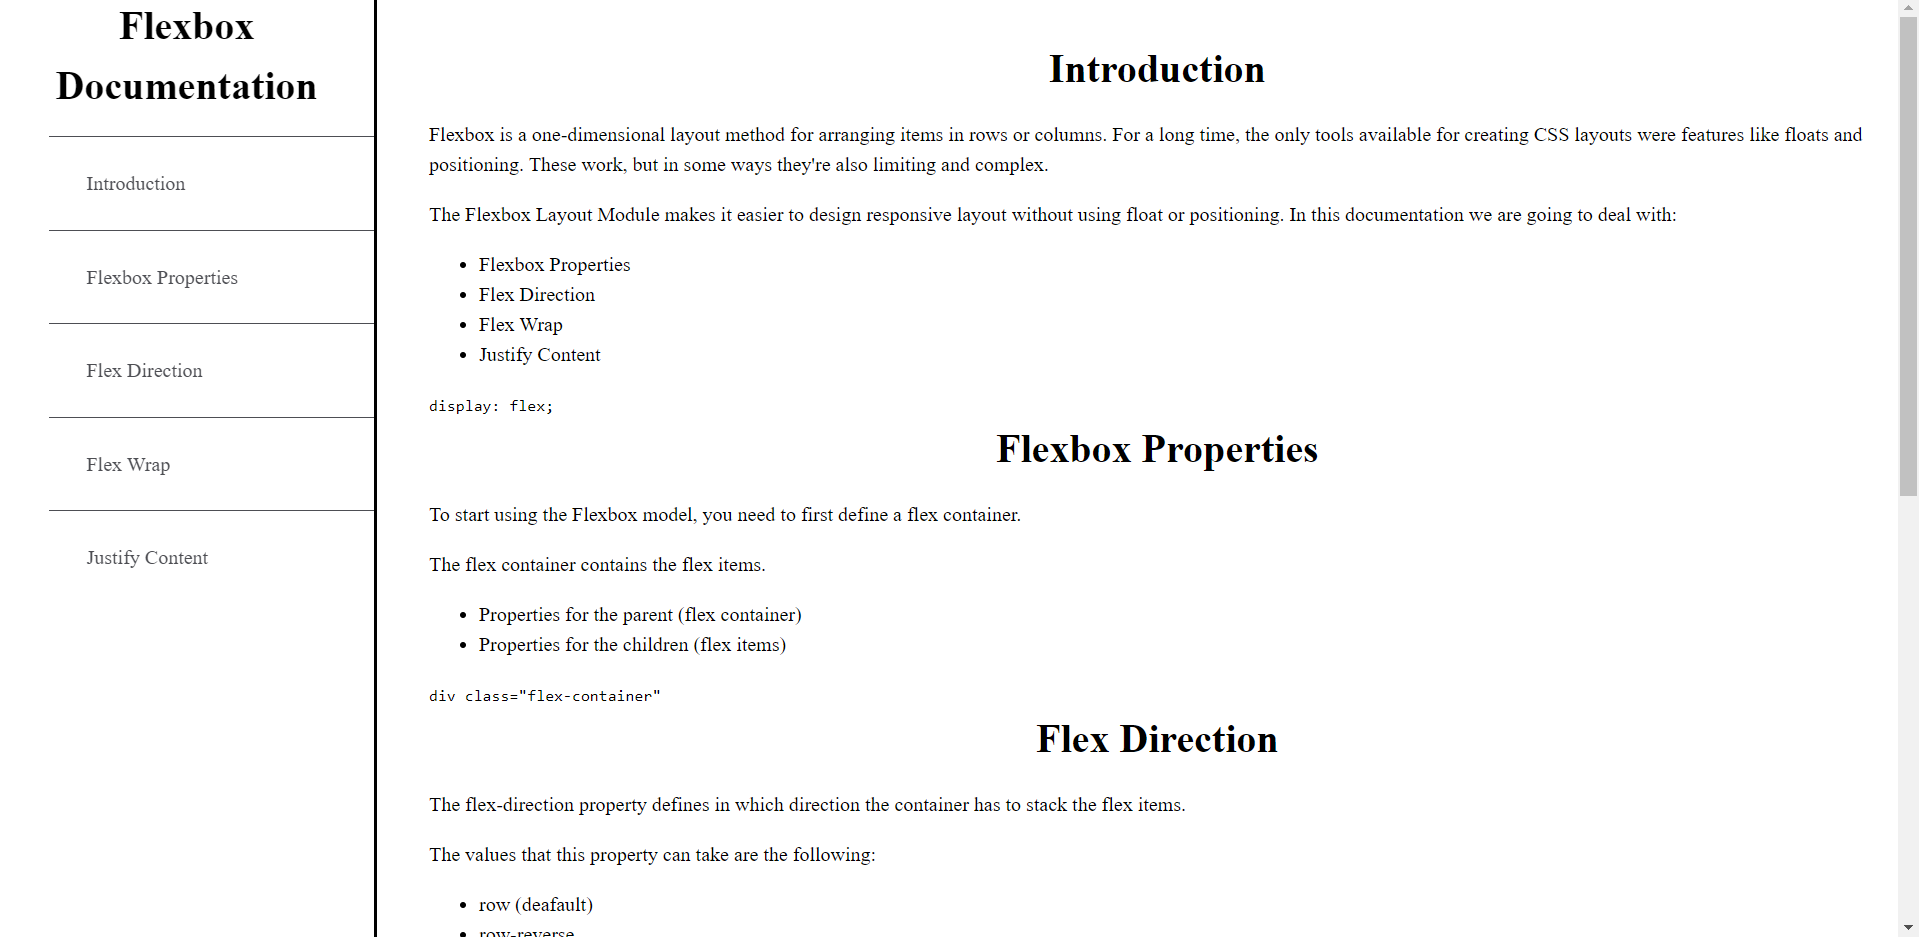 Flexbox
Documentation
Introduction
Flexbox Properties
Flex Direction
Flex Wrap
Justify Content
Introduction
Flexbox is a one-dimensional layout method for arranging items in rows or columns. For a long time, the only tools available for creating CSS layouts were features like floats and
positioning. These work, but in some ways they're also limiting and complex.
The Flexbox Layout Module makes it easier to design responsive layout without using float or positioning. In this documentation we are going to deal with:
Flexbox Properties
Flex Direction
Flex Wrap
Justify Content
display: flex;
Flexbox Properties
To start using the Flexbox model, you need to first define a flex container.
The flex container contains the flex items.
Properties for the parent (flex container)
Properties for the children (flex items)
div class="flex-container"
Flex Direction
The flex-direction property defines in which direction the container has to stack the flex items.
The values that this property can take are the following:
row (deafault)
row-reverse